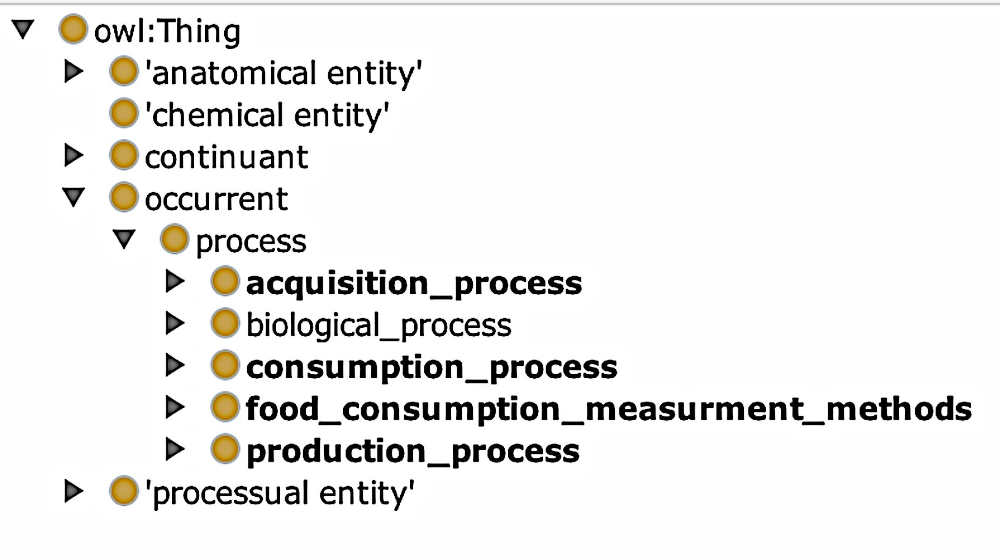 owl:Thing
'anatomical entity'
'chemical entity'
continuant
occurrent
process
acquisition_process
biological_process
consumption_process
food_consumption_measurment_methods
production_process
'processual entity'